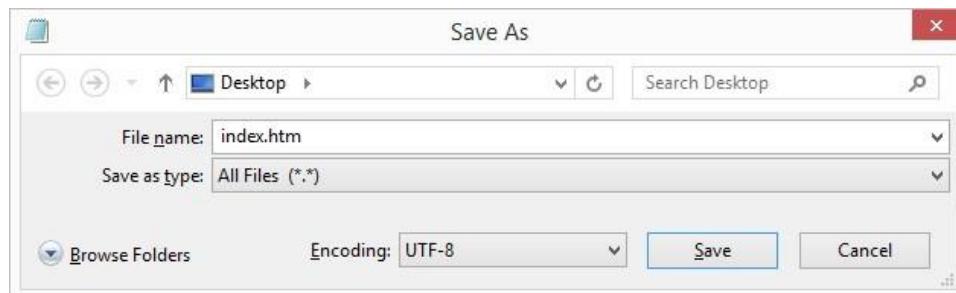 Save As
Desktop
Search Desktop
File name: index.htm
Save as type: All Files (*.*)
Browse Folders Encoding: UTF-8 Save Cancel